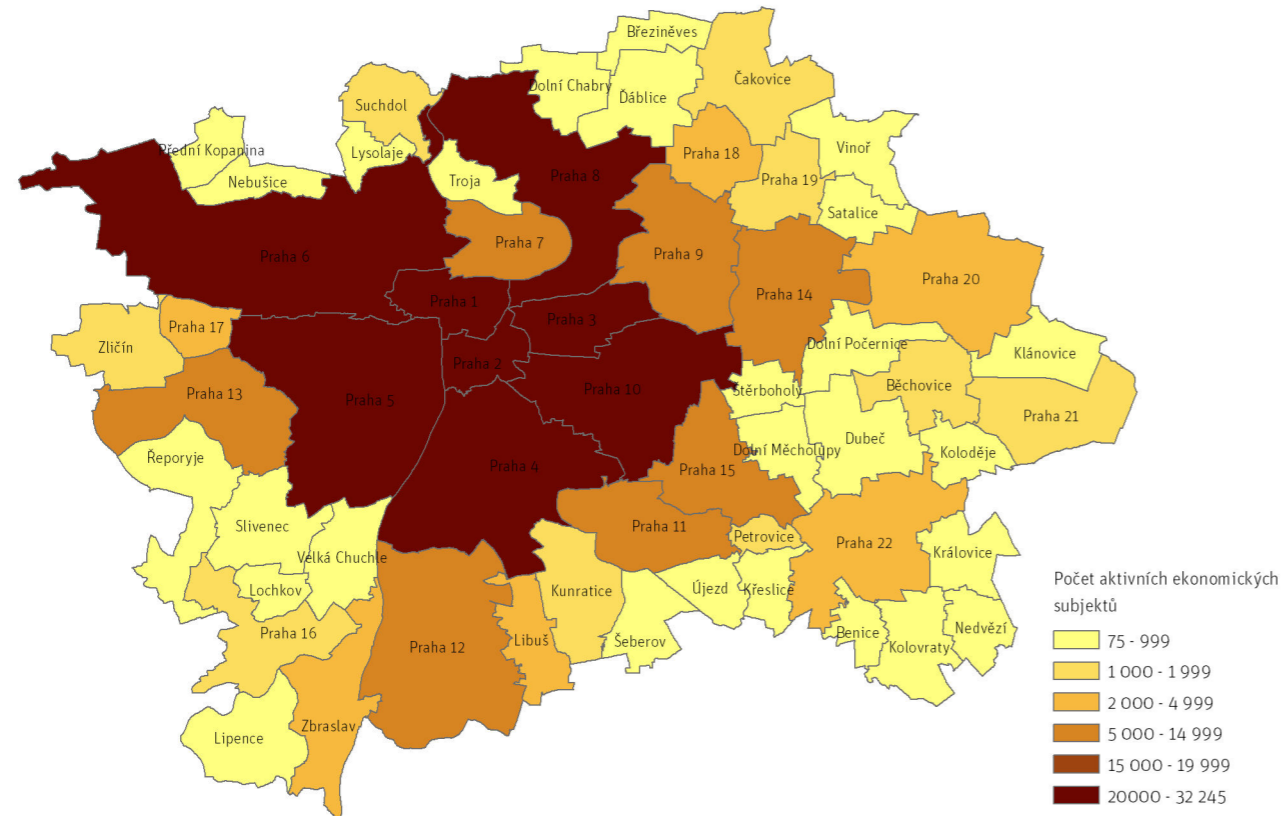 Březiněves
Čakovice
Dolní Chabry
Ďáblice
Suchdol
Vinoř
Přední Kopanina
Lysolaje
Praha 18
Nebušice
Troja
Praha 8
Praha 19
Satalice
Praha 7
Praha 9
Praha 6
Praha 20
Praha 14
Praha 1
Praha 3
Praha 17
Zličín
Dolní Počernice
Klánovice
Praha 2
Běchovice
Praha 13
Praha 5
Praha 10
Štěrboholy
Praha 21
Dubeč
Řeporyje
Dolní Měcholupy
Koloděje
Praha 4
Praha 15
Slivenec
Praha 11
Petrovice
Praha 22
Královice
Velká Chuchle
Lochkov
Kunratice
Újezd
Křeslice
Praha 16
Libuš
Šeberov
Benice
Nedvězí
Praha 12
Kolovraty
Zbraslav
Lipence
Počet aktivních ekonomických
subjektů
75 - 999
1 000 - 1 999
2 000 - 4 999
5 000 - 14 999
15 000 - 19 999
20000 - 32 245